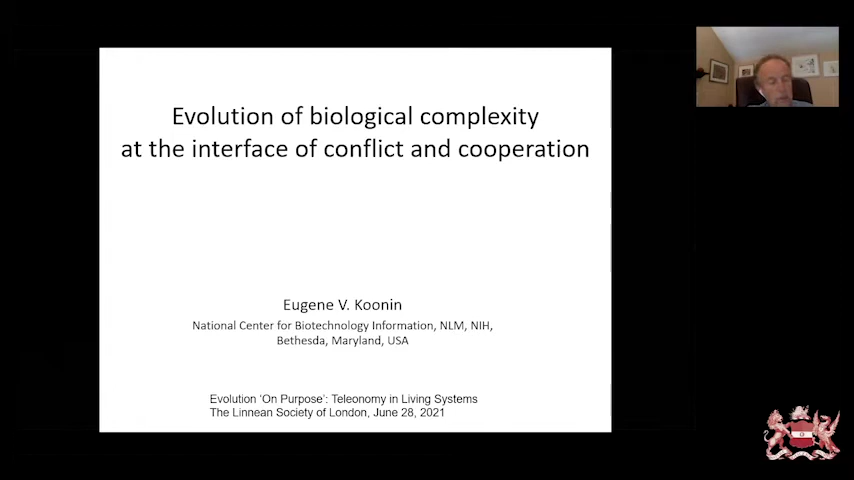 Evolution of biological complexity
at the interface of conflict and cooperation
Eugene V. Koonin
National Center for Biotechnology Information, NLM, NIH,
Bethesda, Maryland, USA
Evolution ‘On Purpose’: Teleonomy in Living Systems
The Linnean Society of London, June 28, 2021